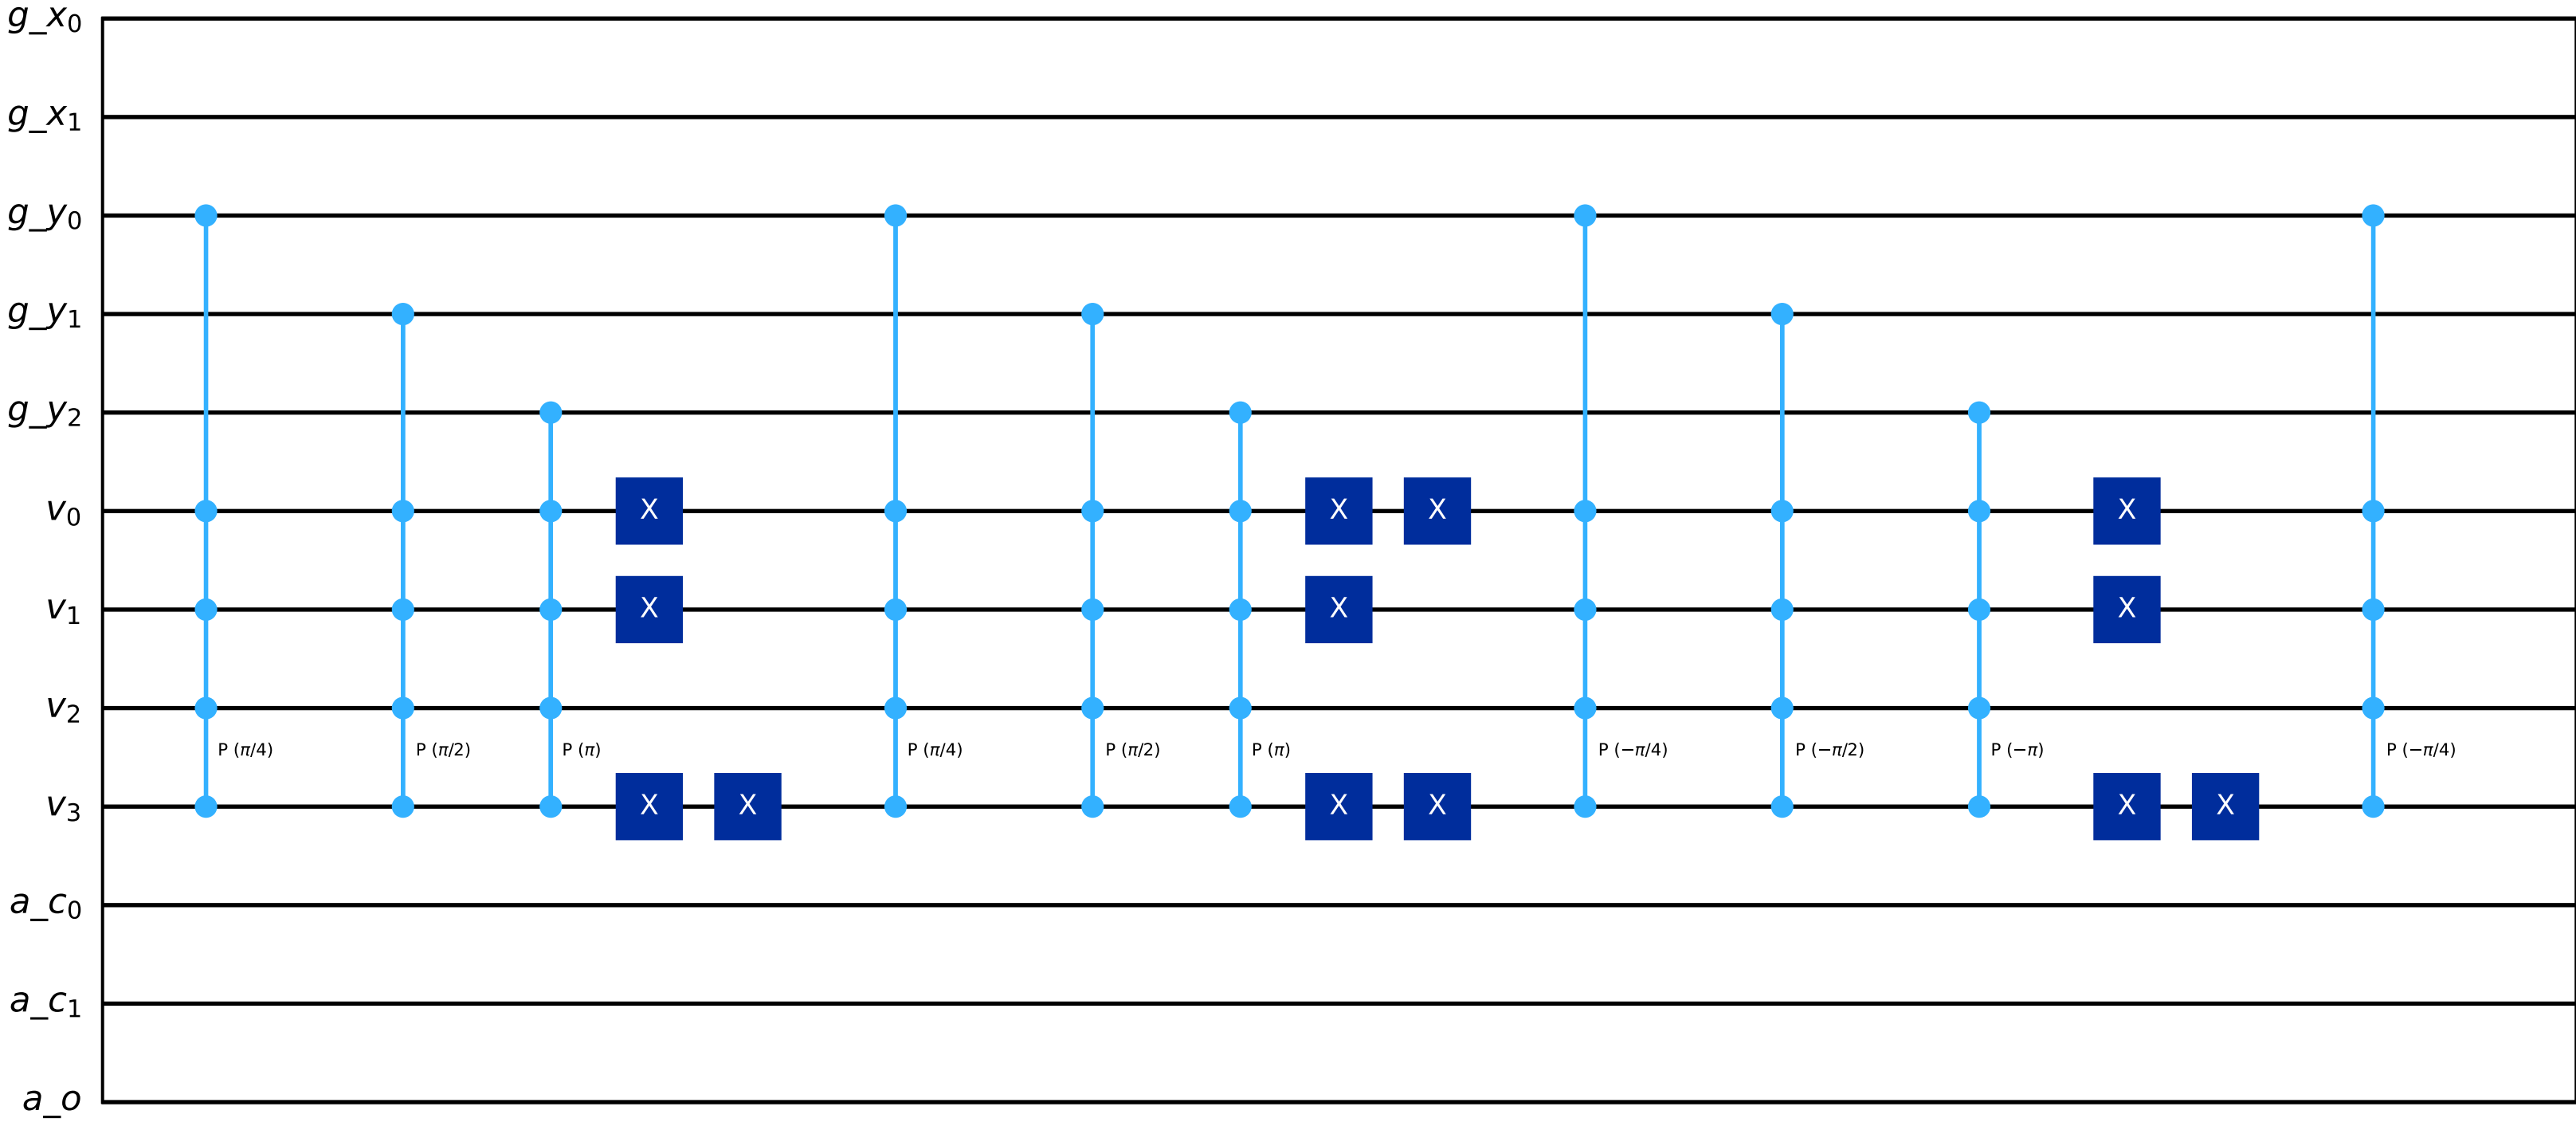 g_x₀
g_x₁
g_y₀
g_y₁
g_y₂
v₀ X X X X
v₁ X X X
v₂
P (π/4) P (π/2) P (π) P (π/4) P (π/2) P (π) P (−π/4) P (−π/2) P (−π) P (−π/4)
v₃ X X X X X X
a_c₀
a_c₁
a_o